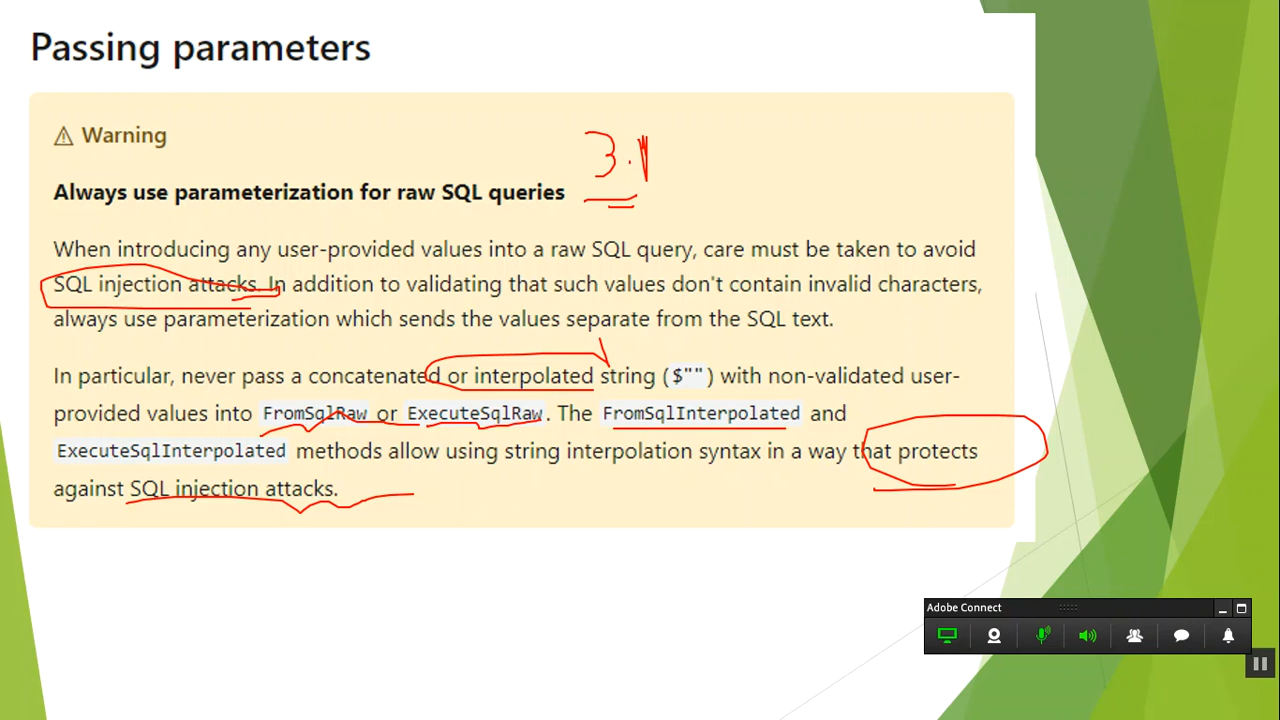 Passing parameters
⚠ Warning
3.1
Always use parameterization for raw SQL queries
When introducing any user-provided values into a raw SQL query, care must be taken to avoid
SQL injection attacks. In addition to validating that such values don't contain invalid characters,
always use parameterization which sends the values separate from the SQL text.
In particular, never pass a concatenated or interpolated string ($"") with non-validated user-
provided values into FromSqlRaw or ExecuteSqlRaw. The FromSqlInterpolated and
ExecuteSqlInterpolated methods allow using string interpolation syntax in a way that protects
against SQL injection attacks.
Adobe Connect